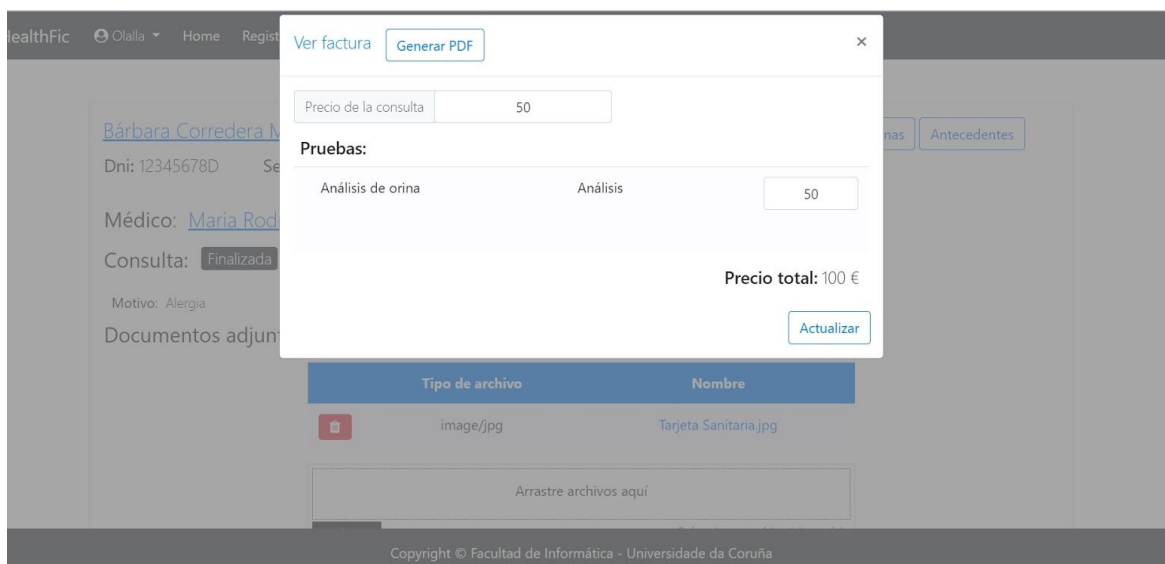 HealthFic Olalla Home
Ver factura Generar PDF ×
Precio de la consulta 50
Bárbara Corredera
Antecedentes
Pruebas:
Dni: 12345678D
Análisis de orina Análisis 50
Médico: Maria
Consulta: Finalizada
Precio total: 100 €
Motivo: Alergia
Actualizar
Documentos
Tipo de archivo Nombre
image/jpg Tarjeta Sanitaria.jpg
Arrastre archivos aquí
Copyright © Facultad de Informática - Universidade da Coruña